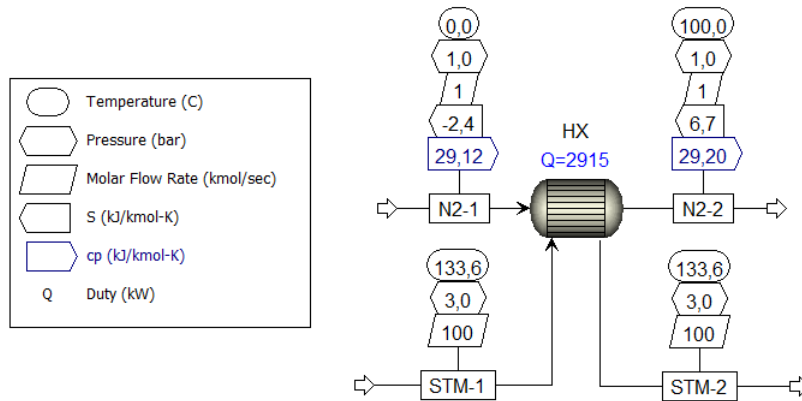 Temperature (C)
Pressure (bar)
Molar Flow Rate (kmol/sec)
S (kJ/kmol-K)
cp (kJ/kmol-K)
Q Duty (kW)
0,0
1,0
1
-2,4
29,12
N2-1
HX
Q=2915
100,0
1,0
1
6,7
29,20
N2-2
133,6
3,0
100
STM-1
133,6
3,0
100
STM-2